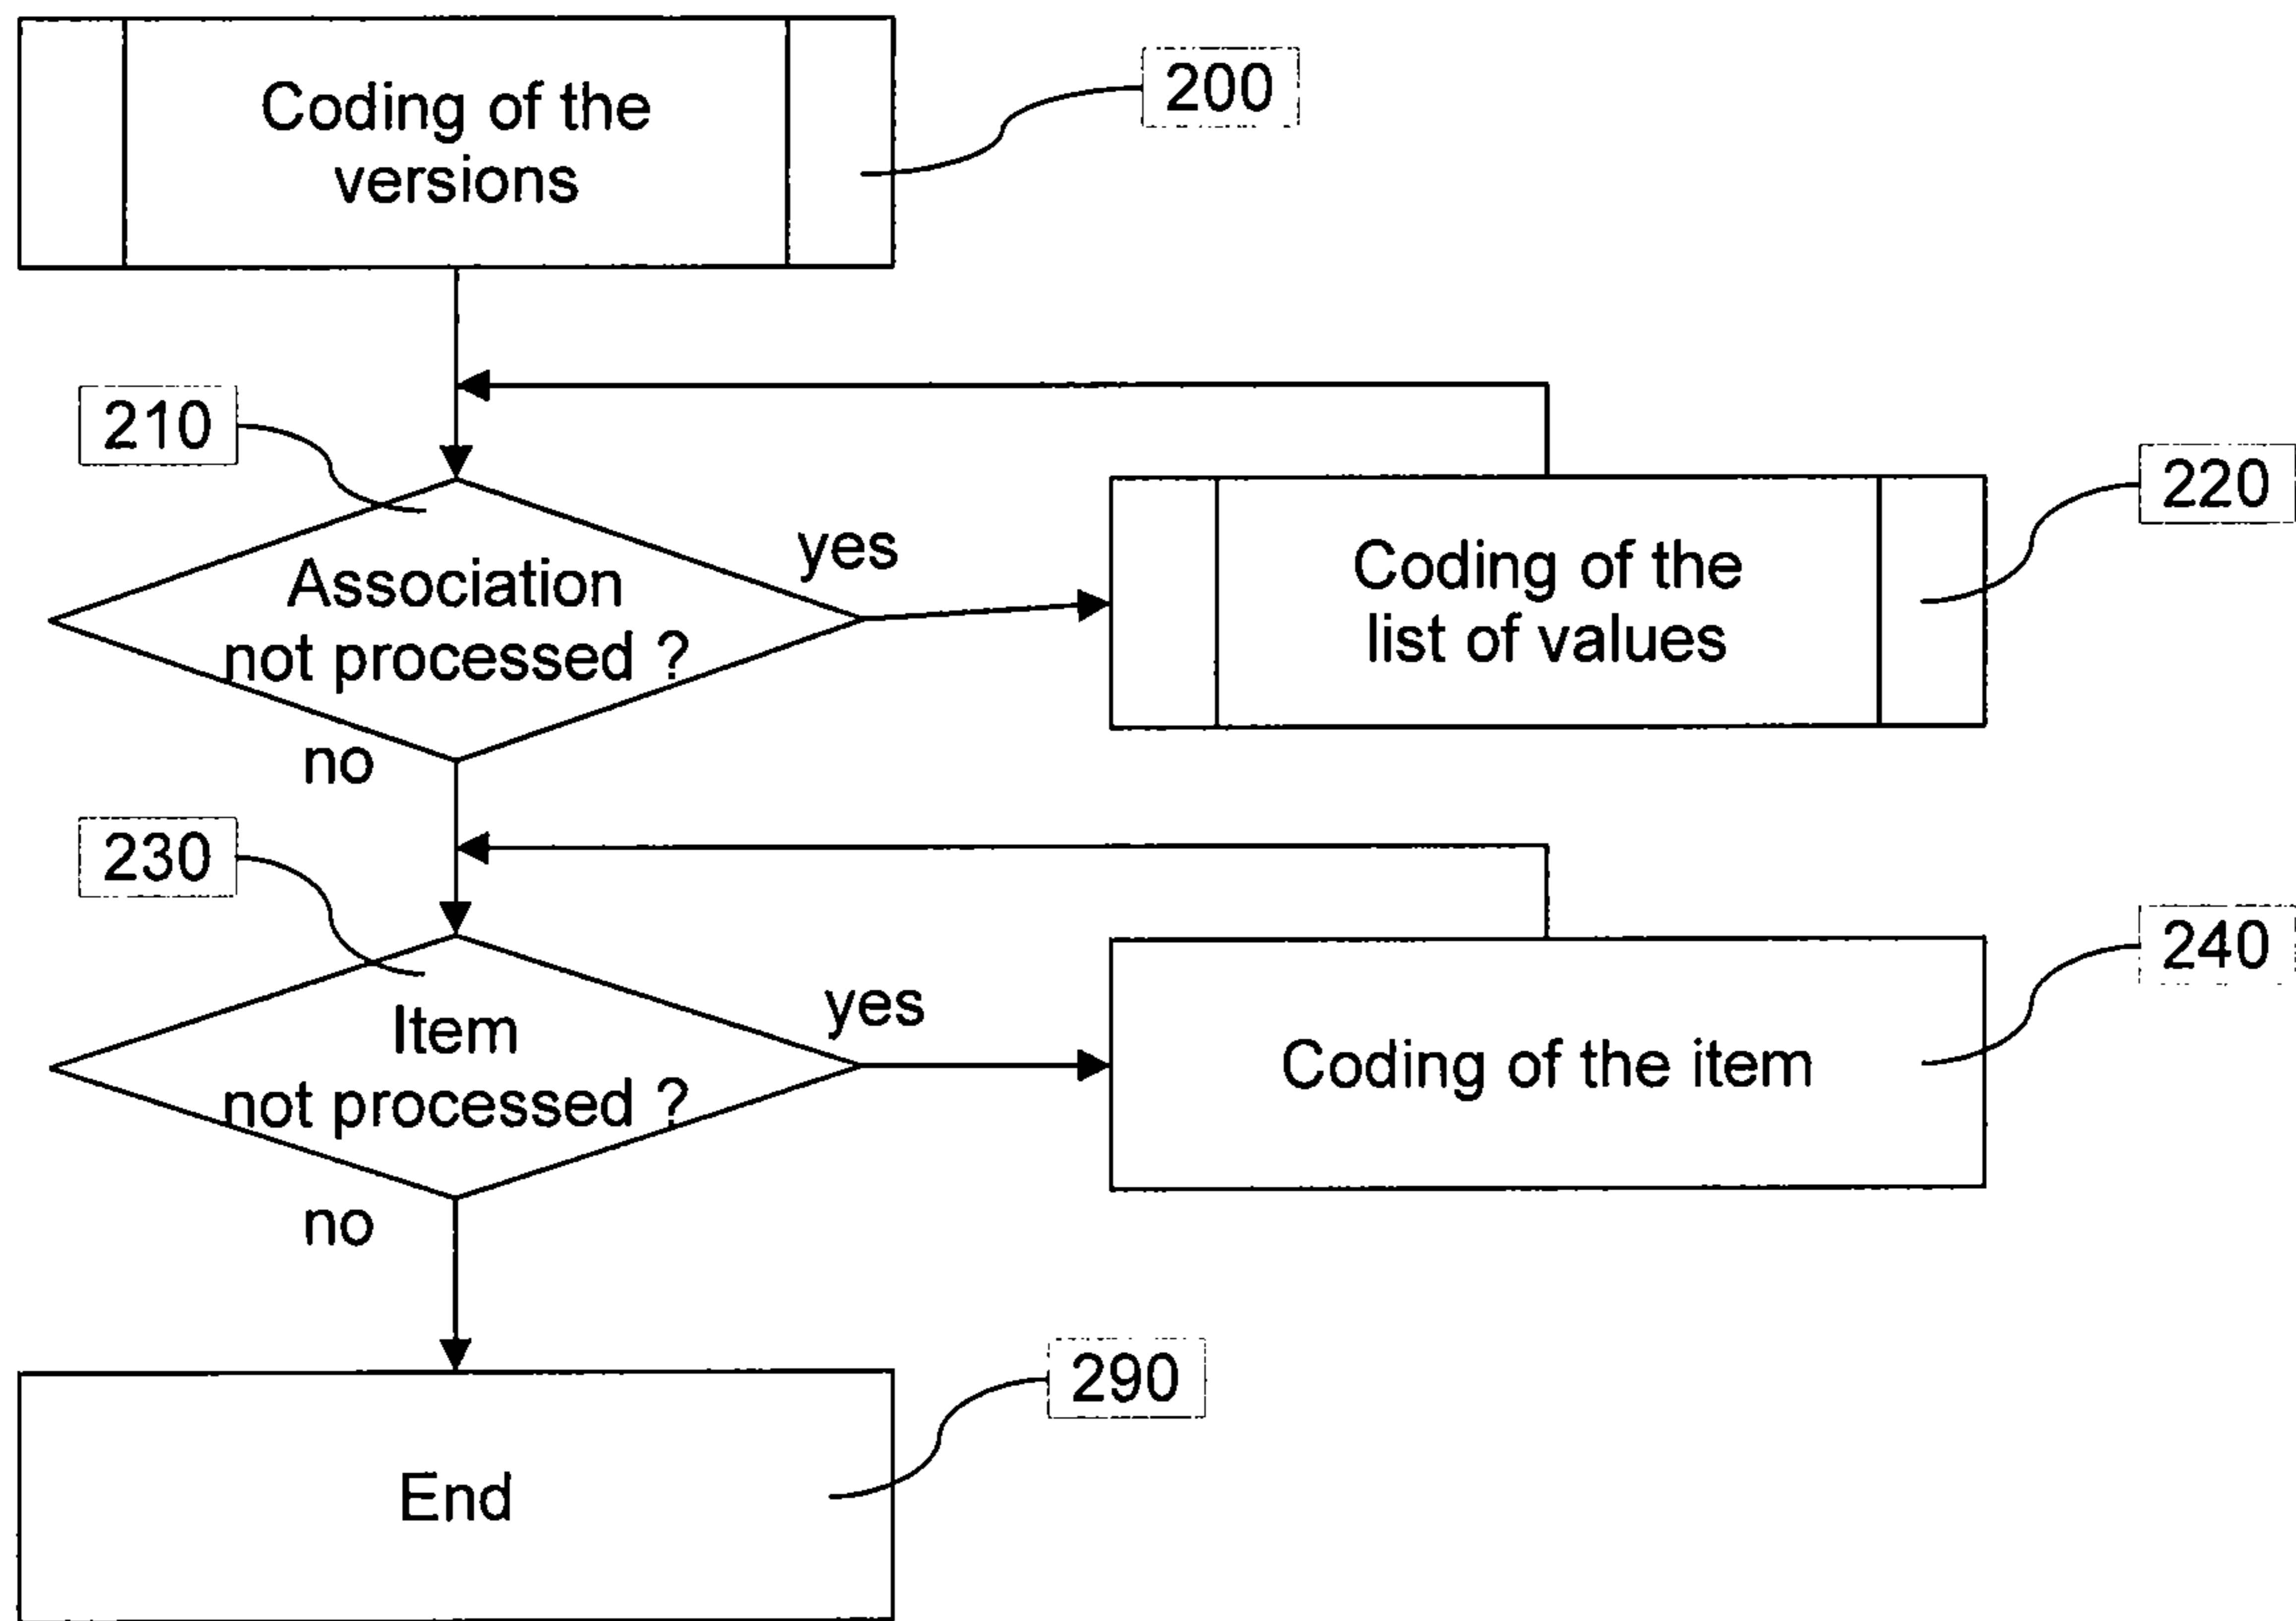 Coding of the
versions
200
210
Association
not processed ?
yes
no
Coding of the
list of values
220
230
Item
not processed ?
yes
no
Coding of the item
240
End
290